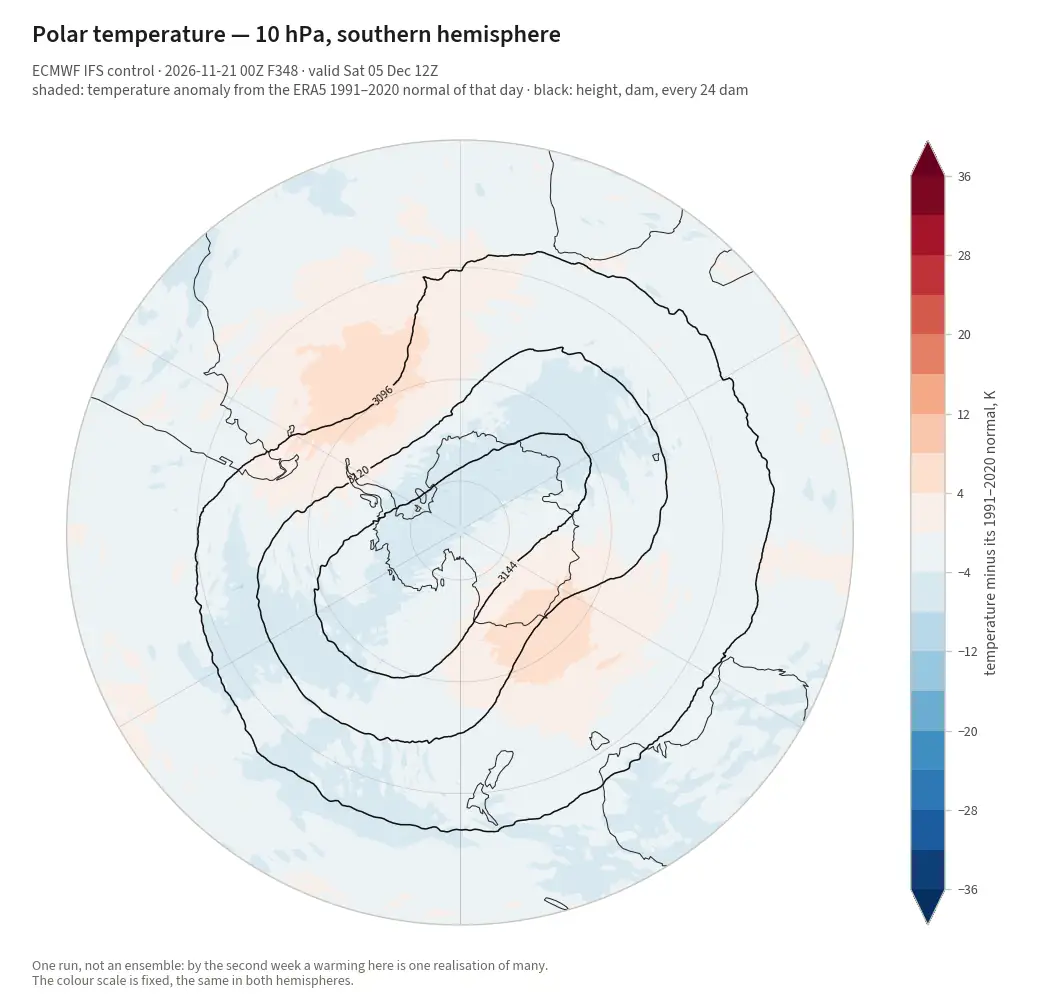 Polar temperature — 10 hPa, southern hemisphere
ECMWF IFS control · 2026-11-21 00Z F348 · valid Sat 05 Dec 12Z
shaded: temperature anomaly from the ERA5 1991–2020 normal of that day · black: height, dam, every 24 dam
36
28
20
12
4
−4
−12
−20
−28
−36
temperature minus its 1991–2020 normal, K
3096
3120
3144
One run, not an ensemble: by the second week a warming here is one realisation of many.
The colour scale is fixed, the same in both hemispheres.